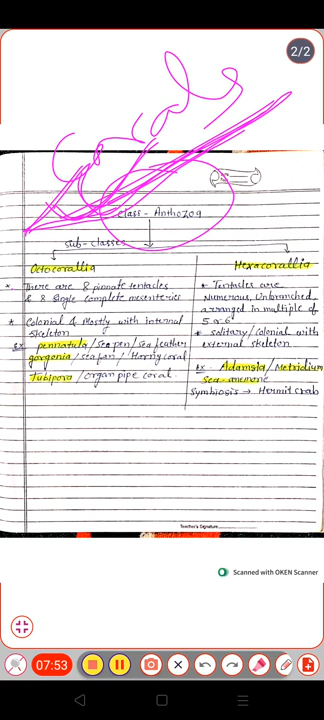 2/2
Corals
Class - Anthozoa
sub-classes
Octocorallia
* There are 8 pinnate tentacles
& 8 single complete mesenteries
* Colonial & Mostly with internal
skeleton
Ex pennatula/sea pen/sea feather
gorgonia/sea fan/Horny coral
Tubipora/organ pipe coral.
Hexacorallia
* Tentacles are
Numerous, Unbranched
arranged in multiple of
5 or 6
* solitary/colonial with
external skeleton
Ex Adamsia/Metridium
sea-anemone
Symbiosis → Hermit crab
Teacher's Signature
Scanned with OKEN Scanner
07:53